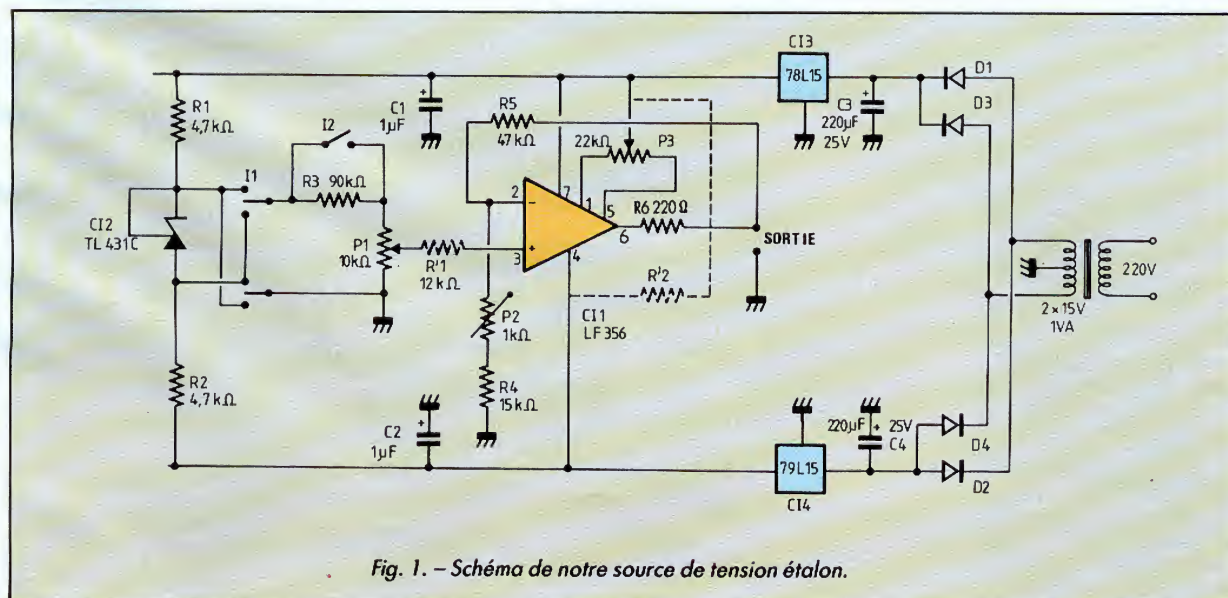 R1
4,7kΩ
CI2
TL 431C
R2
4,7kΩ
I1
I2
R3 90kΩ
P1
10kΩ
R'1
12kΩ
C1
+
1µF
C2
+
1µF
R5
47kΩ
2
-
+
3
7
1
5
6
4
22kΩ
P3
R6 220Ω
SORTIE
R'2
CI1
LF356
P2
1kΩ
R4
15kΩ
CI3
78L15
C3
+
220µF
25V
D1
D3
220V
2×15V
1VA
79L15
CI4
220µF
25V
+
C4
D4
D2
Fig. 1. – Schéma de notre source de tension étalon.